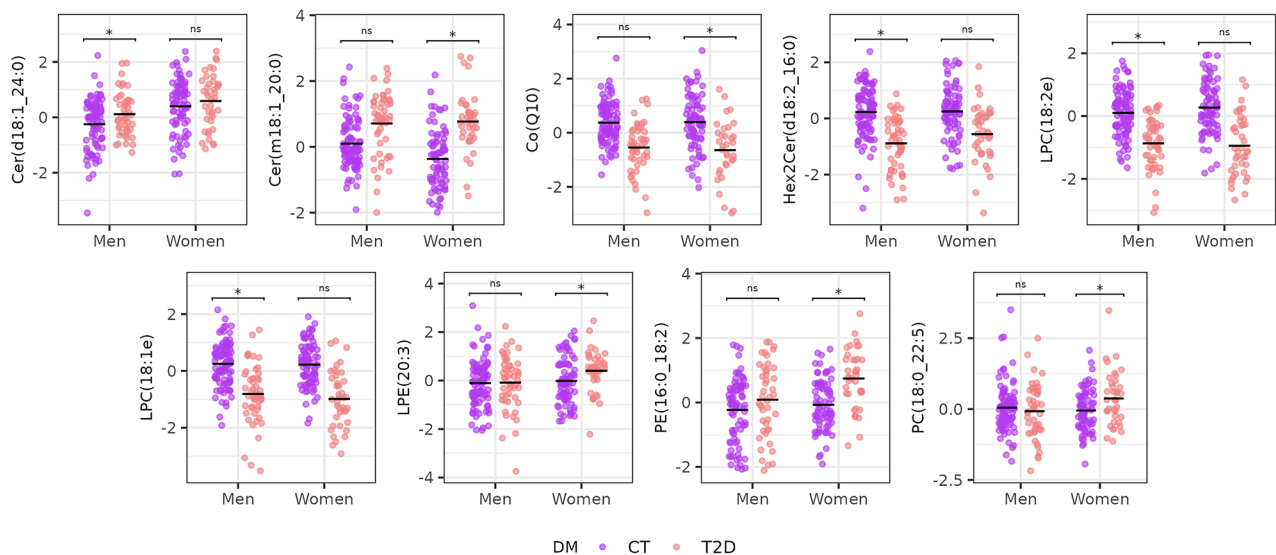 Cer(d18:1_24:0)
2
0
-2
* ns
Men Women
Cer(m18:1_20:0)
4
2
0
-2
ns *
Men Women
Co(Q10)
4
2
0
-2
ns *
Men Women
Hex2Cer(d18:2_16:0)
2
0
-2
* ns
Men Women
LPC(18:2e)
2
0
-2
* ns
Men Women
LPC(18:1e)
2
0
-2
* ns
Men Women
LPE(20:3)
4
2
0
-2
-4
ns *
Men Women
PE(16:0_18:2)
4
2
0
-2
ns *
Men Women
PC(18:0_22:5)
2.5
0.0
-2.5
ns *
Men Women
DM CT T2D